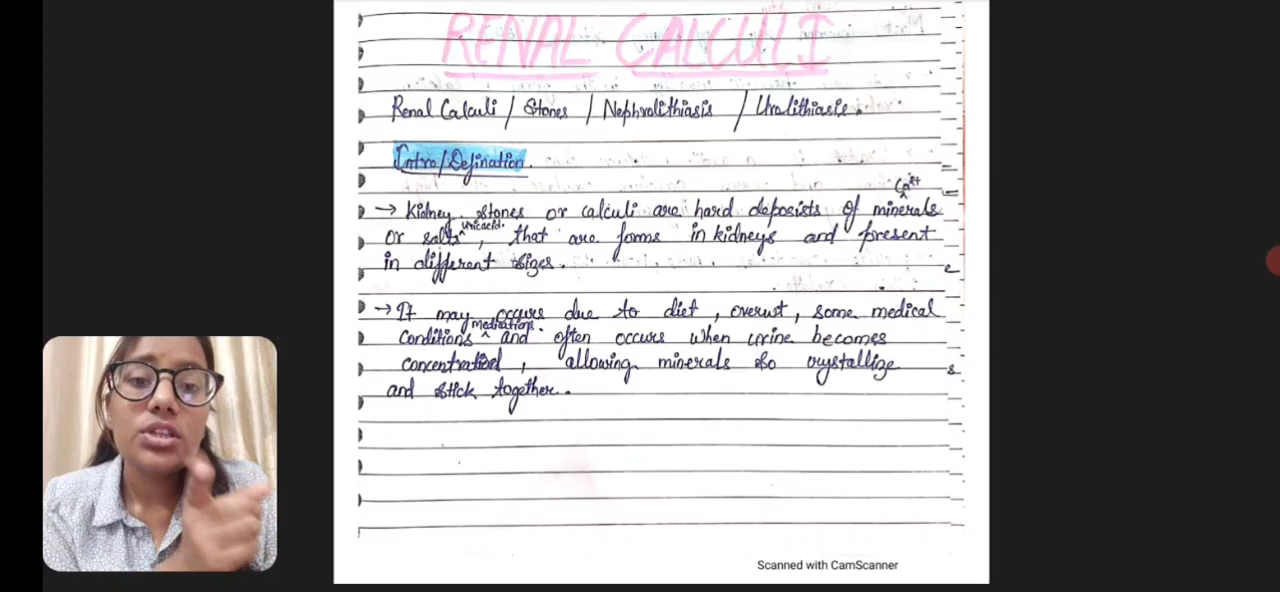 RENAL CALCULI
Renal Calculi / Stones / Nephrolithiasis / Urolithiasis.
Intro/Defination.
Ca2+
→ Kidney stones or calculi are hard deposists of minerals
uricacid.
or salts ^, that are forms in kidneys and present
in different sizes.
→ It may occurs due to diet, overwt, some medical
medications.
conditions ^ and often occurs when urine becomes
concentrated, allowing minerals to crystallize
and stick together.
Scanned with CamScanner